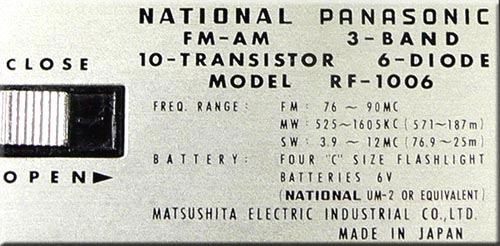 NATIONAL PANASONIC
FM-AM 3-BAND
10-TRANSISTOR 6-DIODE
MODEL RF-1006
CLOSE
OPEN►
FREQ. RANGE: FM: 76 ~ 90MC
MW: 525~1605KC (571~187m)
SW: 3.9 ~ 12MC (76.9~25m)
BATTERY: FOUR "C" SIZE FLASHLIGHT
BATTERIES 6V
(NATIONAL UM-2 OR EQUIVALENT)
MATSUSHITA ELECTRIC INDUSTRIAL CO.,LTD.
MADE IN JAPAN